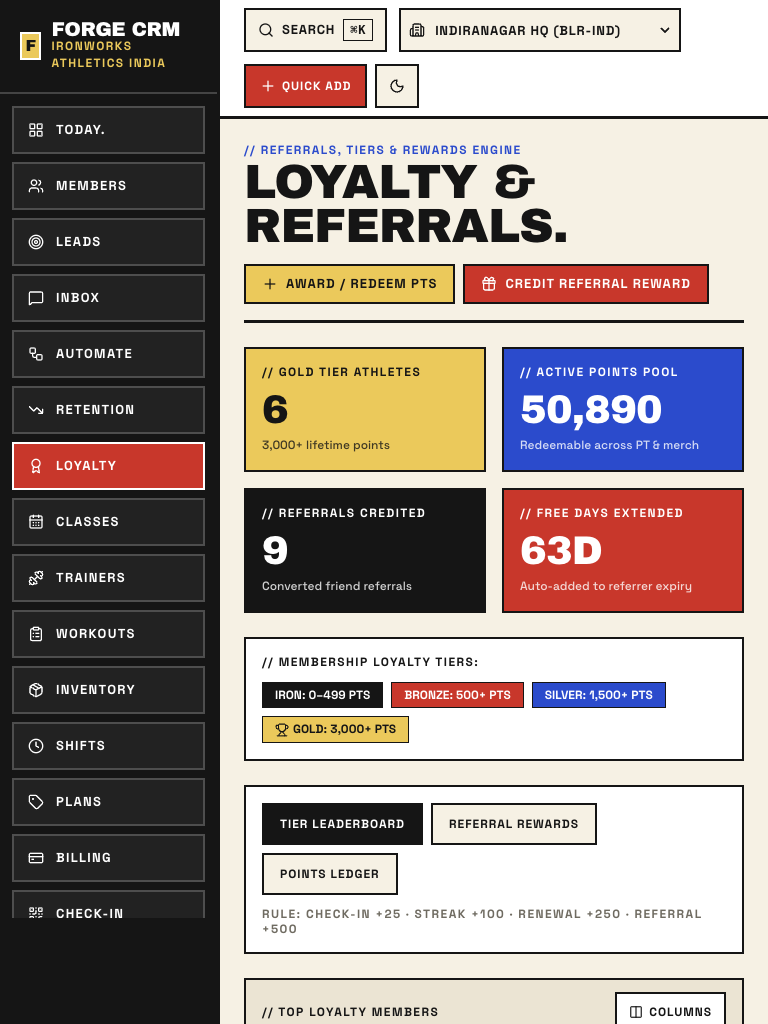 F
FORGE CRM
IRONWORKS
ATHLETICS INDIA
TODAY.
MEMBERS
LEADS
INBOX
AUTOMATE
RETENTION
LOYALTY
CLASSES
TRAINERS
WORKOUTS
INVENTORY
SHIFTS
PLANS
BILLING
CHECK-IN
SEARCH ⌘K
INDIRANAGAR HQ (BLR-IND)
QUICK ADD
// REFERRALS, TIERS & REWARDS ENGINE
LOYALTY &
REFERRALS.
AWARD / REDEEM PTS
CREDIT REFERRAL REWARD
// GOLD TIER ATHLETES
6
3,000+ lifetime points
// ACTIVE POINTS POOL
50,890
Redeemable across PT & merch
// REFERRALS CREDITED
9
Converted friend referrals
// FREE DAYS EXTENDED
63D
Auto-added to referrer expiry
// MEMBERSHIP LOYALTY TIERS:
IRON: 0–499 PTS
BRONZE: 500+ PTS
SILVER: 1,500+ PTS
GOLD: 3,000+ PTS
TIER LEADERBOARD
REFERRAL REWARDS
POINTS LEDGER
RULE: CHECK-IN +25 · STREAK +100 · RENEWAL +250 · REFERRAL
+500
// TOP LOYALTY MEMBERS
COLUMNS